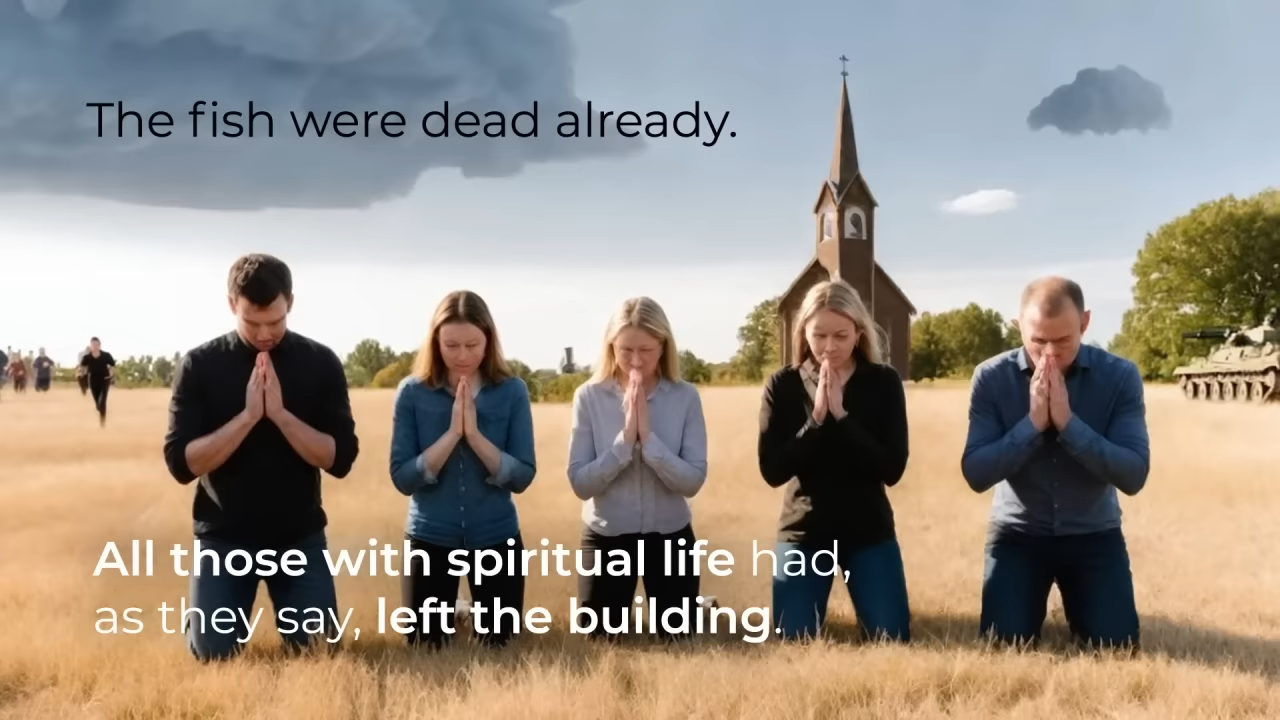 The fish were dead already.
All those with spiritual life had,
as they say, left the building.